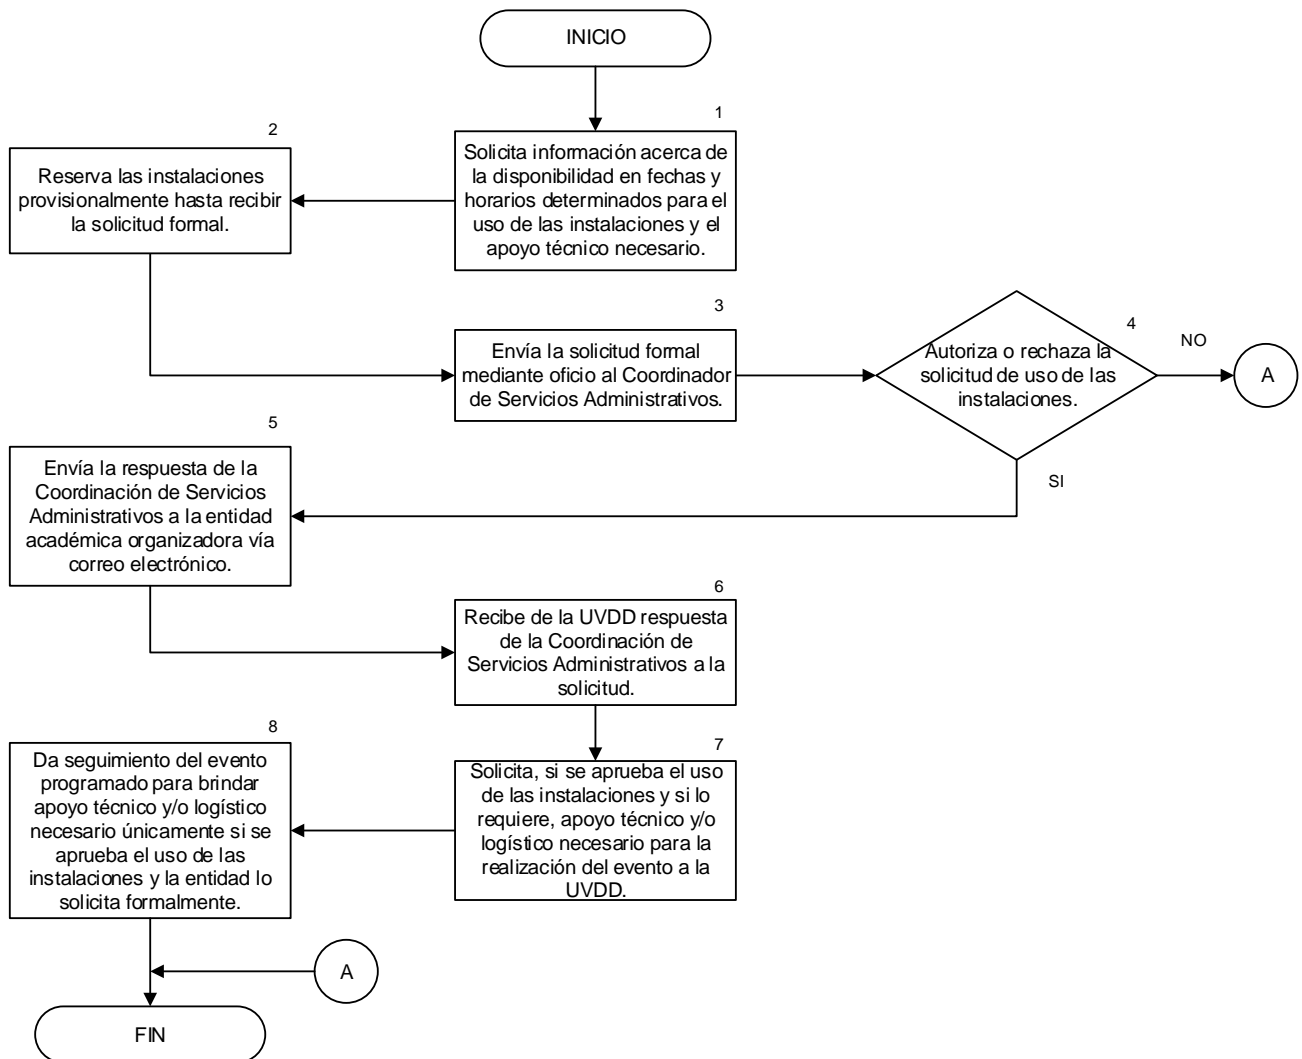 INICIO
1
Solicita información acerca de
la disponibilidad en fechas y
horarios determinados para el
uso de las instalaciones y el
apoyo técnico necesario.
2
Reserva las instalaciones
provisionalmente hasta recibir
la solicitud formal.
3
Envía la solicitud formal
mediante oficio al Coordinador
de Servicios Administrativos.
4
Autoriza o rechaza la
solicitud de uso de las
instalaciones.
NO
A
SI
5
Envía la respuesta de la
Coordinación de Servicios
Administrativos a la entidad
académica organizadora vía
correo electrónico.
6
Recibe de la UVDD respuesta
de la Coordinación de
Servicios Administrativos a la
solicitud.
7
Solicita, si se aprueba el uso
de las instalaciones y si lo
requiere, apoyo técnico y/o
logístico necesario para la
realización del evento a la
UVDD.
8
Da seguimiento del evento
programado para brindar
apoyo técnico y/o logístico
necesario únicamente si se
aprueba el uso de las
instalaciones y la entidad lo
solicita formalmente.
A
FIN